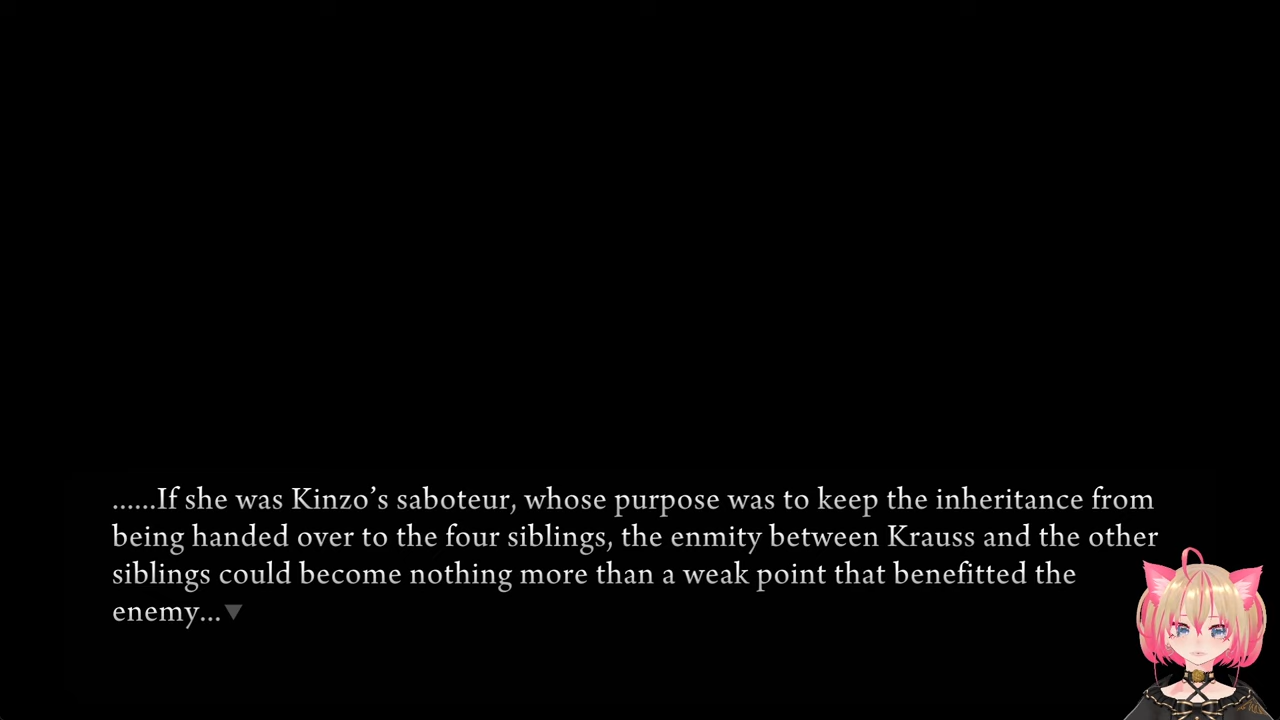 ......If she was Kinzo’s saboteur, whose purpose was to keep the inheritance from
being handed over to the four siblings, the enmity between Krauss and the other
siblings could become nothing more than a weak point that benefitted the
enemy...